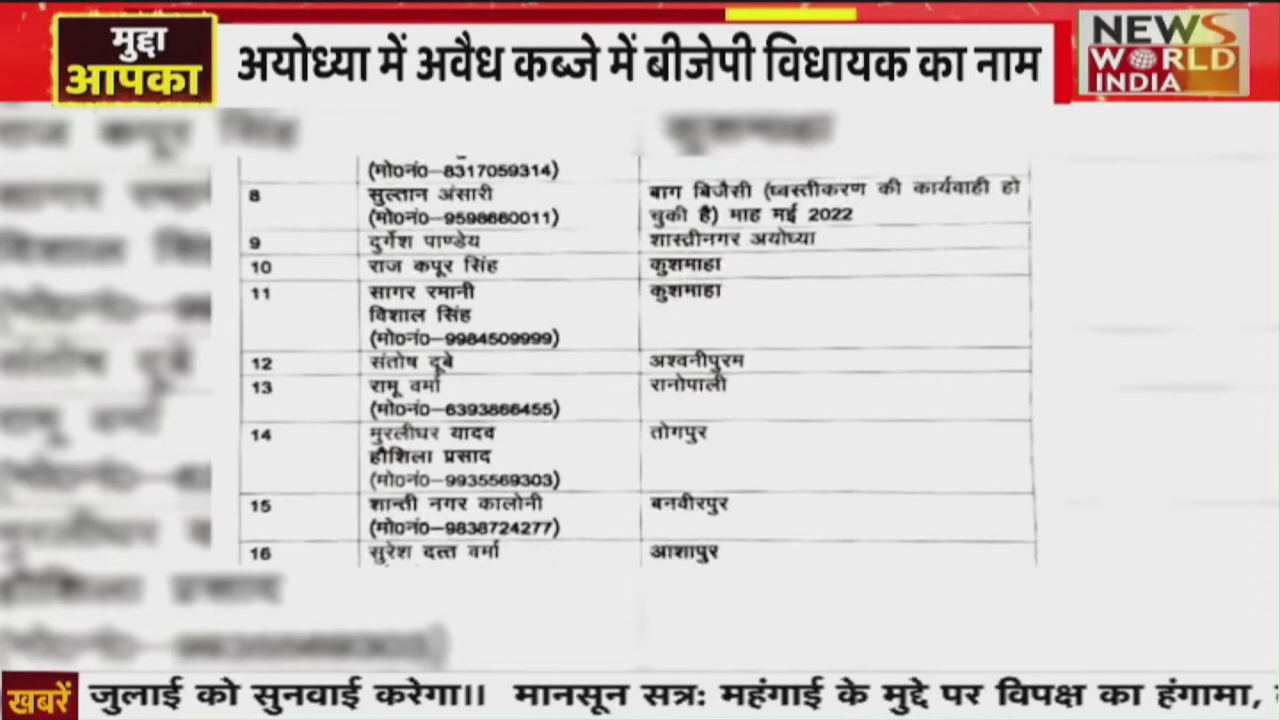 मुद्दा
आपका
अयोध्या में अवैध कब्जे में बीजेपी विधायक का नाम
NEWS
WORLD
INDIA
राज कपूर सिंह कुशमाहा
(मो0नं0–8317059314)
8 सुल्तान अंसारी बाग बिजैसी (ध्वस्तीकरण की कार्यवाही हो
(मो0नं0–9598660011) चुकी है) माह मई 2022
9 दुर्गेश पाण्डेय शास्त्रीनगर अयोध्या
10 राज कपूर सिंह कुशमाहा
11 सागर रमानी कुशमाहा
विशाल सिंह
(मो0नं0–9984509999)
12 संतोष दूबे अश्वनीपुरम
13 रामू वर्मा रानोपाली
(मो0नं0–6393866455)
14 मुरलीधर यादव तोगपुर
हौशिला प्रसाद
(मो0नं0–9935569303)
15 शान्ती नगर कालोनी बनवीरपुर
(मो0नं0–9838724277)
16 सुरेश दत्त वर्मा आशापुर
हौशिला प्रसाद
खबरें जुलाई को सुनवाई करेगा।। मानसून सत्र: महंगाई के मुद्दे पर विपक्ष का हंगामा,